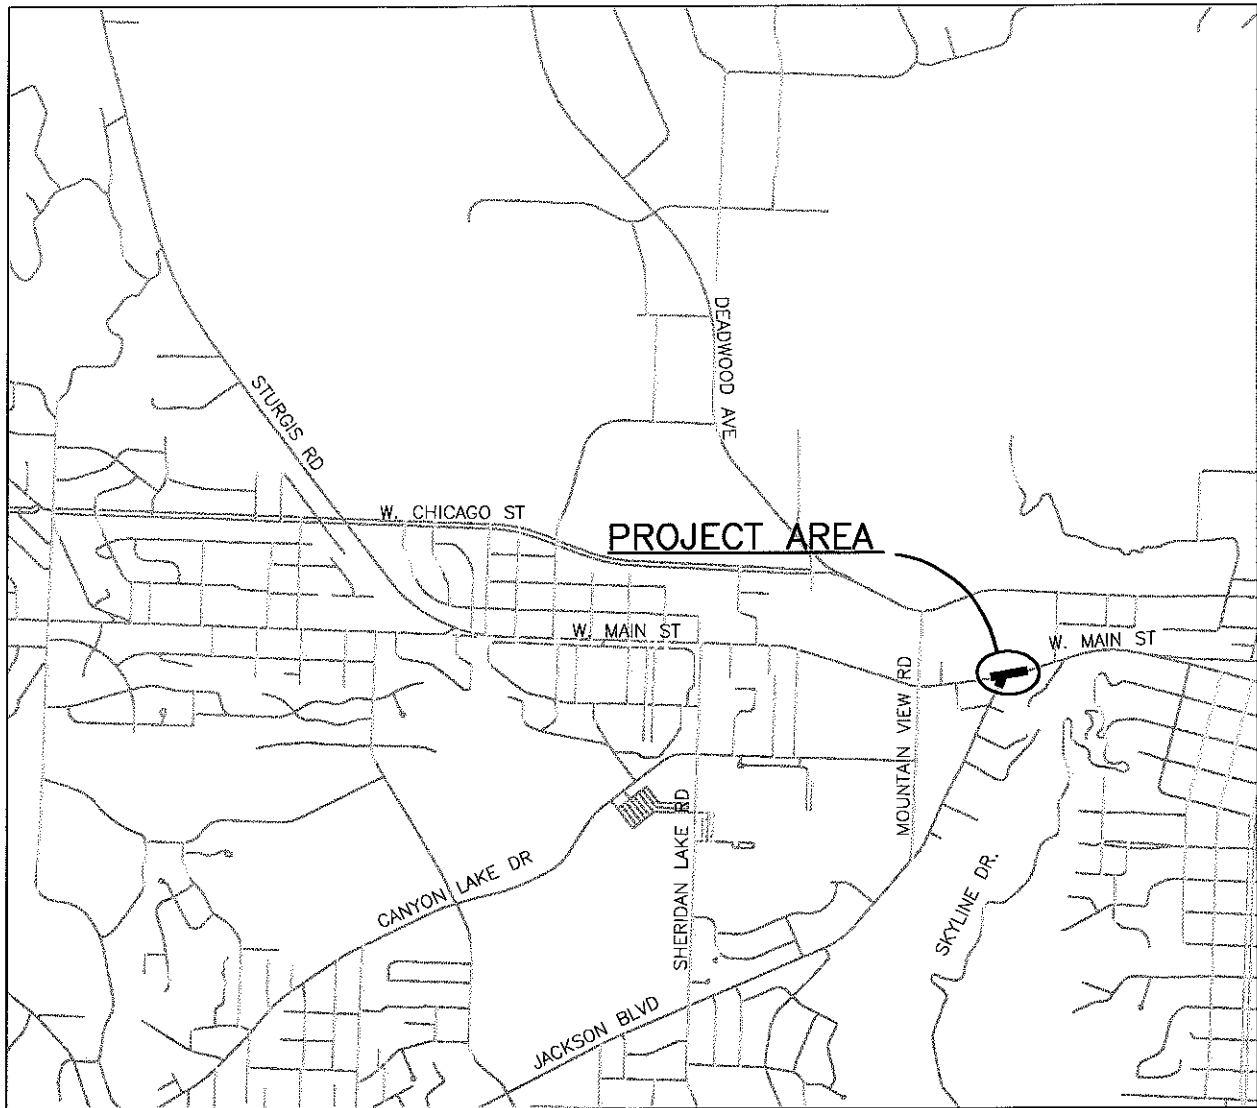 DEADWOOD AVE
STURGIS RD
W. CHICAGO ST
PROJECT AREA
W. MAIN ST
W. MAIN ST
MOUNTAIN VIEW RD
SHERIDAN LAKE RD
CANYON LAKE DR
SKYLINE DR.
JACKSON BLVD